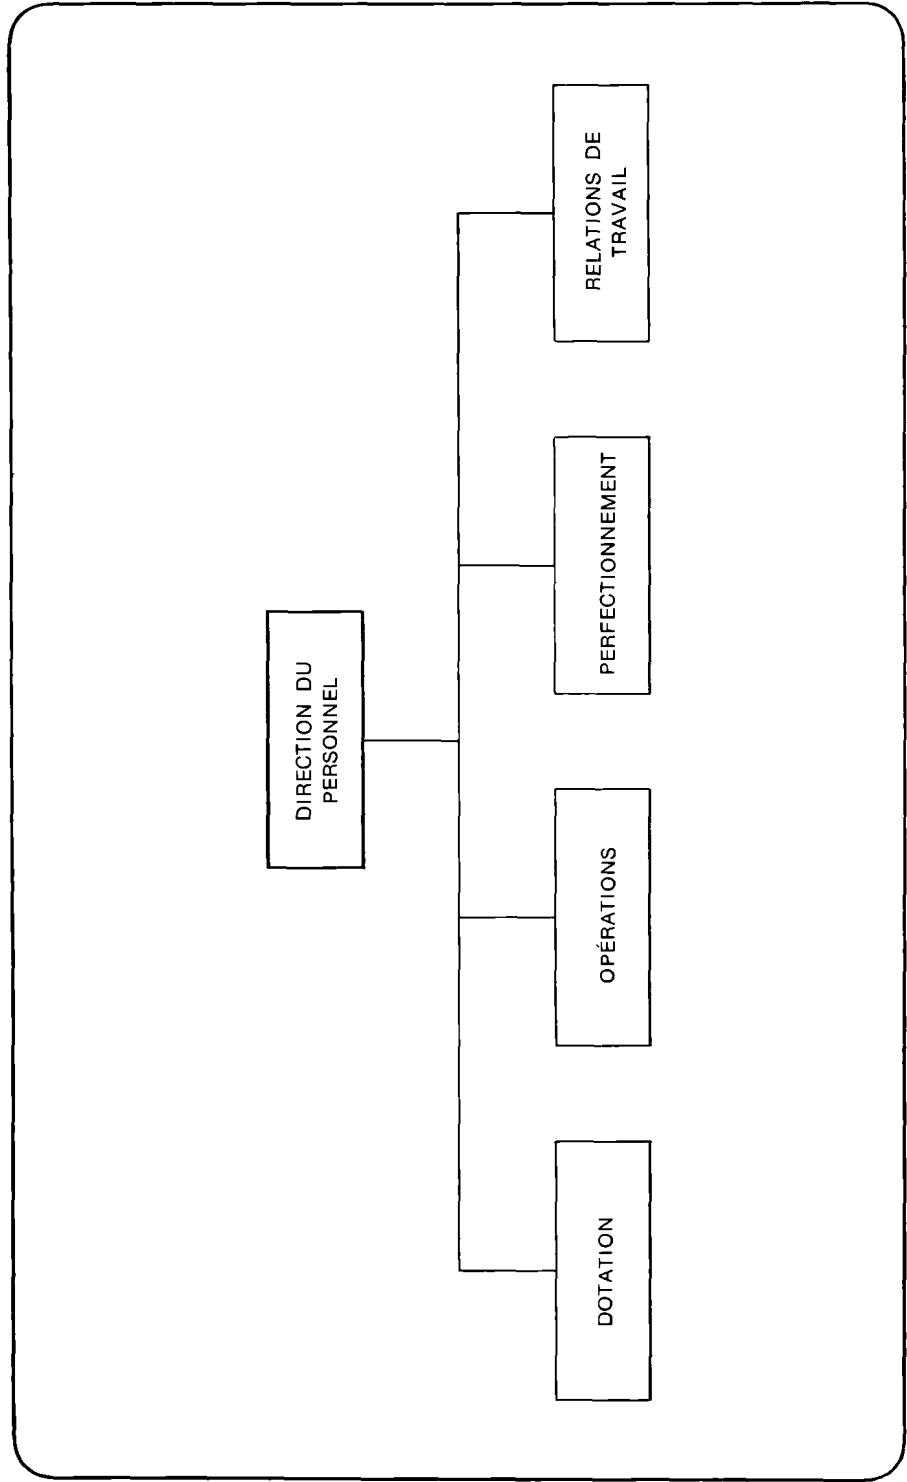 DIRECTION DU
PERSONNEL
DOTATION
OPÉRATIONS
PERFECTIONNEMENT
RELATIONS DE
TRAVAIL